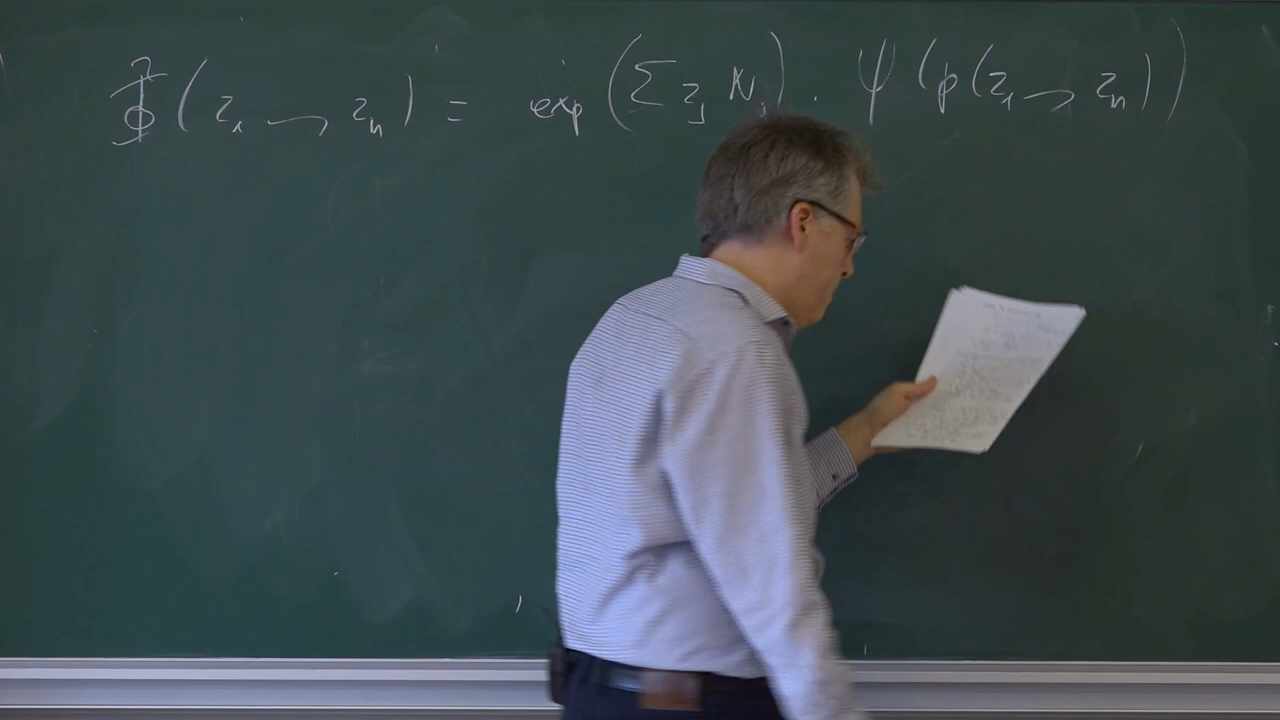 Φ̃(z₁, ..., zₙ) = exp(Σ zⱼ Nⱼ) · ψ(p(z₁, ..., zₙ))